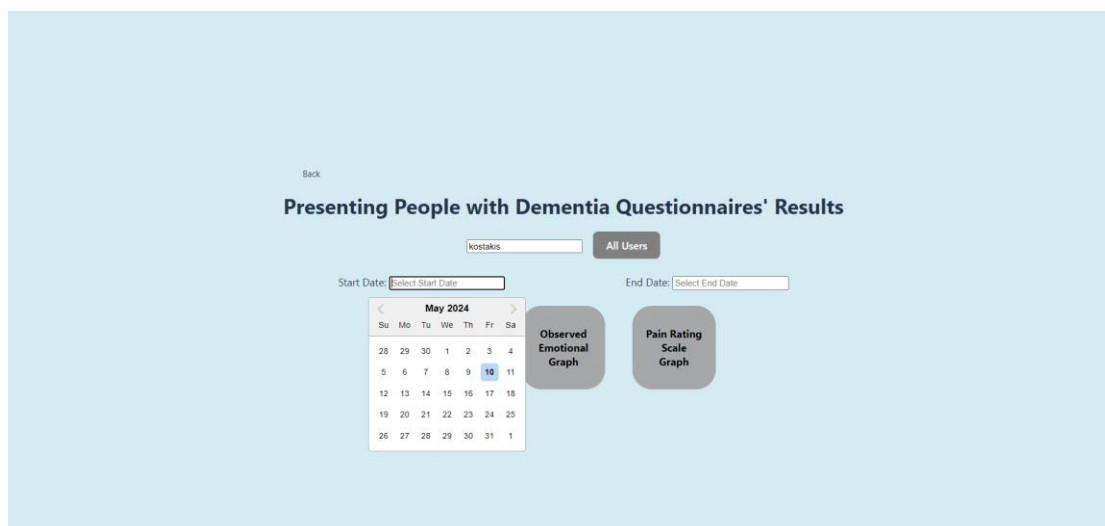 Back
Presenting People with Dementia Questionnaires' Results
kostakis All Users
Start Date: Select Start Date End Date: Select End Date
May 2024
Su Mo Tu We Th Fr Sa
28 29 30 1 2 3 4
5 6 7 8 9 10 11
12 13 14 15 16 17 18
19 20 21 22 23 24 25
26 27 28 29 30 31 1
Observed
Emotional
Graph
Pain Rating
Scale
Graph